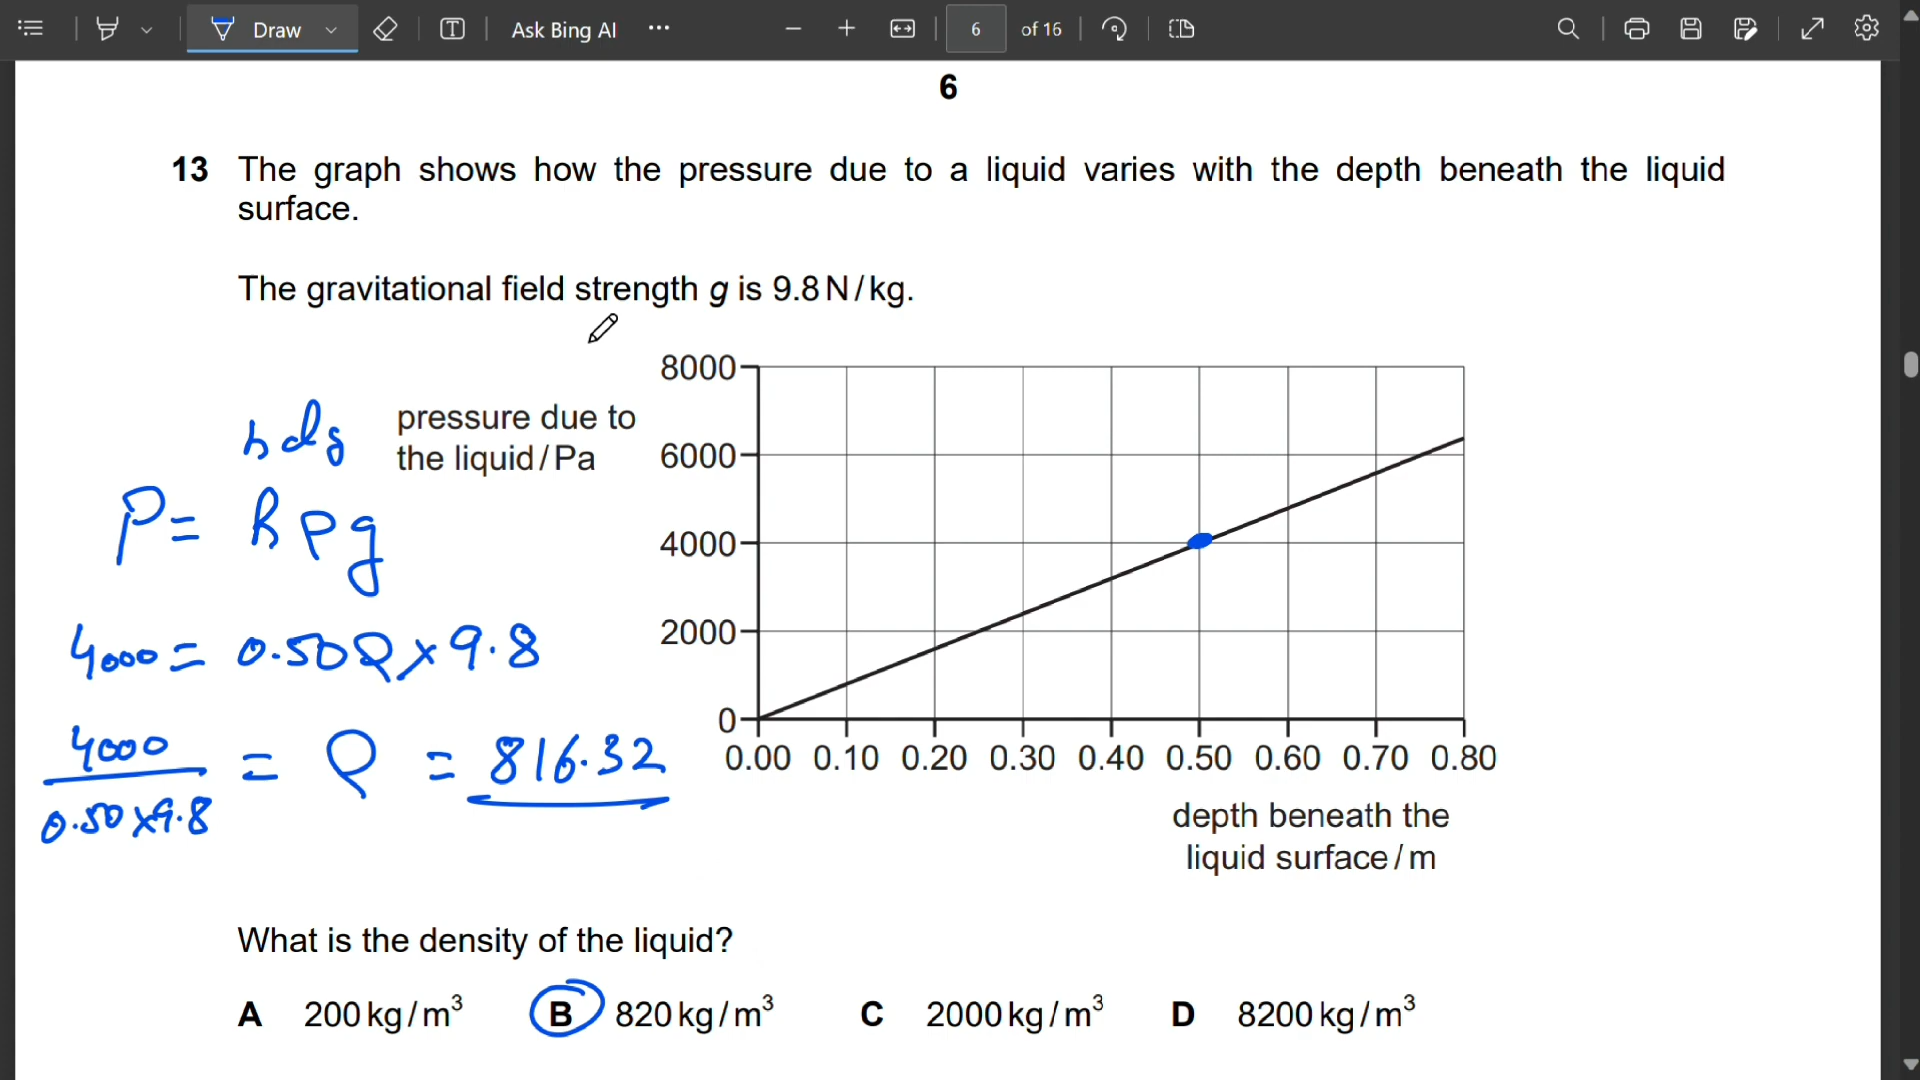 Draw
Ask Bing AI
6
of 16
6
13 The graph shows how the pressure due to a liquid varies with the depth beneath the liquid
surface.
The gravitational field strength g is 9.8 N/kg.
hdg
P = hρg
4000 = 0.50ρ × 9.8
4000
0.50×9.8
= ρ = 816.32
pressure due to
the liquid/Pa
8000
6000
4000
2000
0
0.00 0.10 0.20 0.30 0.40 0.50 0.60 0.70 0.80
depth beneath the
liquid surface/m
What is the density of the liquid?
A 200 kg/m³ B 820 kg/m³ C 2000 kg/m³ D 8200 kg/m³